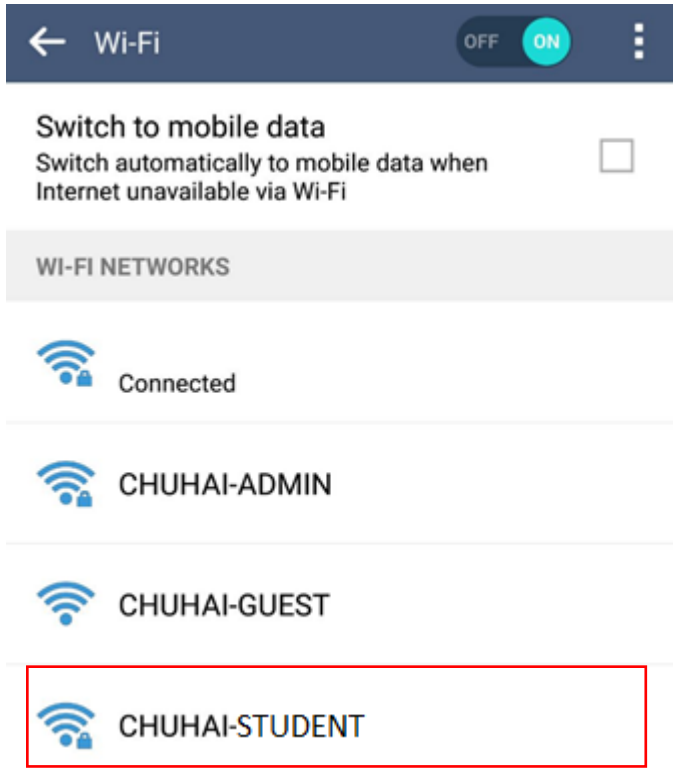 Wi-Fi
OFF ON
Switch to mobile data
Switch automatically to mobile data when
Internet unavailable via Wi-Fi
WI-FI NETWORKS
Connected
CHUHAI-ADMIN
CHUHAI-GUEST
CHUHAI-STUDENT